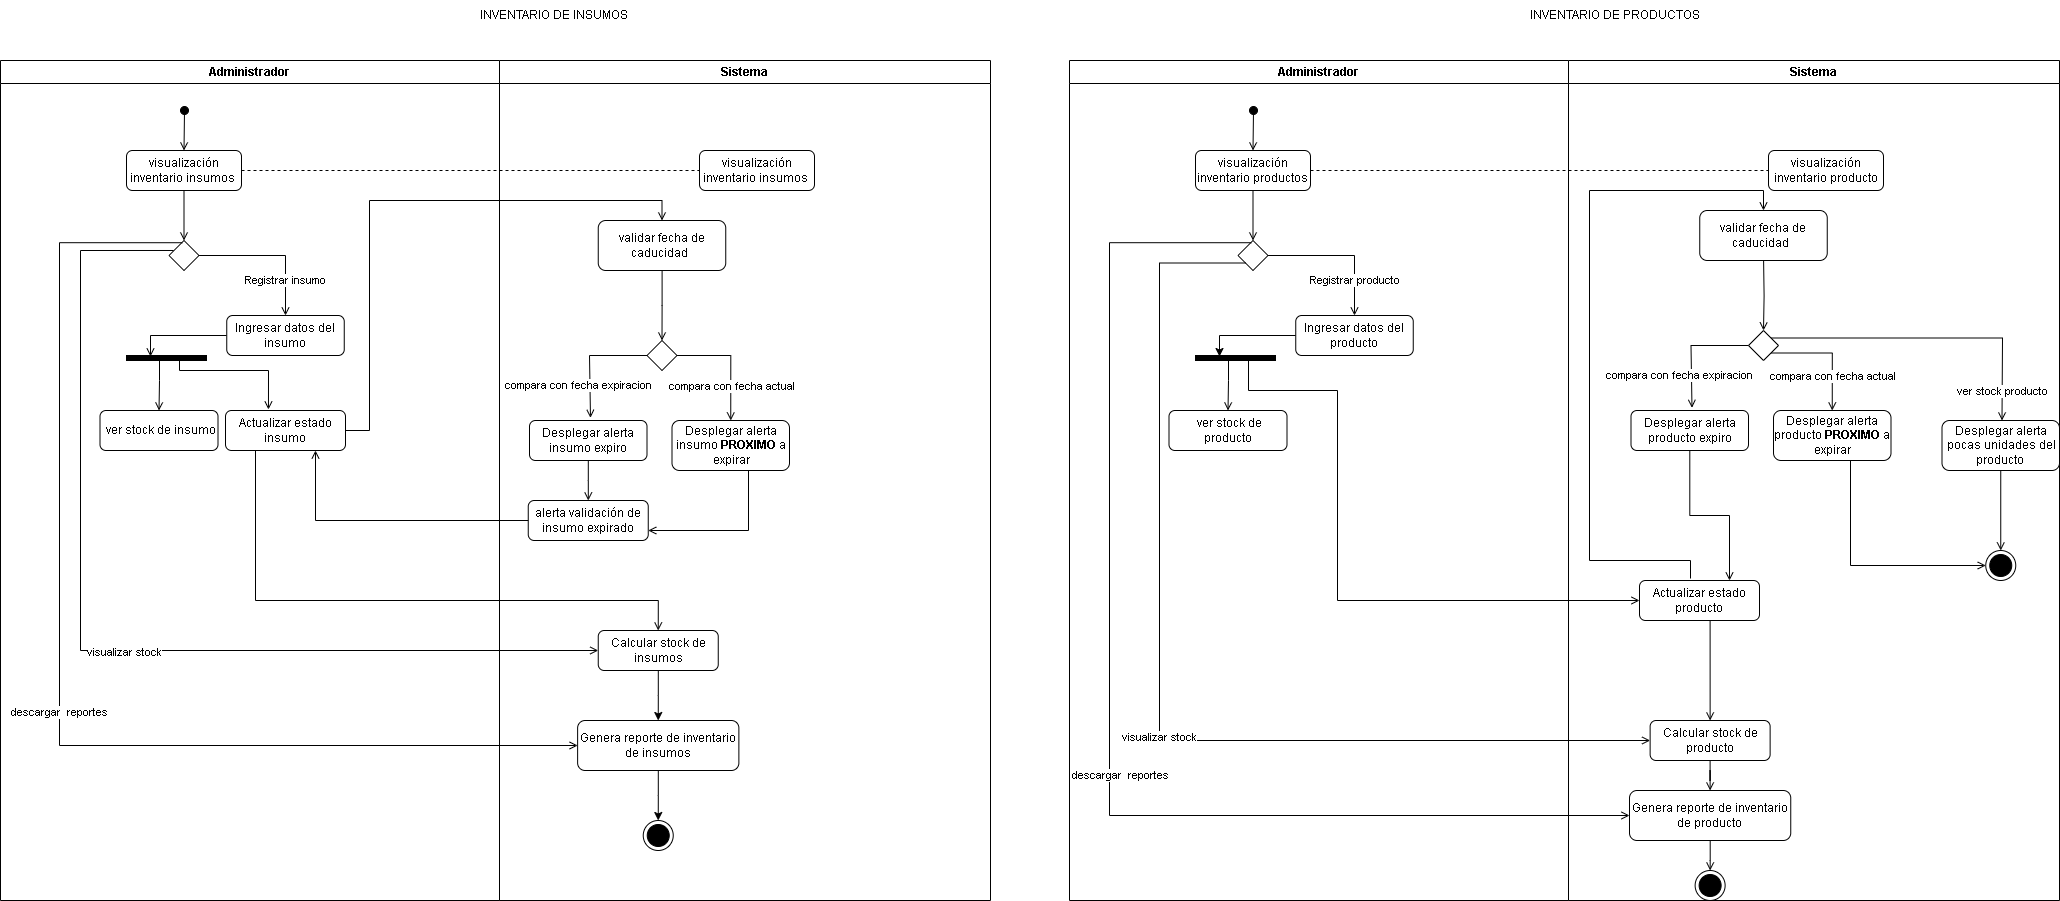 INVENTARIO DE INSUMOS
Administrador
Sistema
visualización
inventario insumos
visualización
inventario insumos
validar fecha de
caducidad
Registrar insumo
Ingresar datos del
insumo
compara con fecha expiracion
compara con fecha actual
ver stock de insumo
Actualizar estado
insumo
Desplegar alerta
insumo expiro
Desplegar alerta
insumo PROXIMO a
expirar
alerta validación de
insumo expirado
Calcular stock de
insumos
visualizar stock
descargar reportes
Genera reporte de inventario
de insumos
INVENTARIO DE PRODUCTOS
Administrador
Sistema
visualización
inventario productos
visualización
inventario producto
validar fecha de
caducidad
Registrar producto
Ingresar datos del
producto
compara con fecha expiracion
compara con fecha actual
ver stock producto
ver stock de
producto
Desplegar alerta
producto expiro
Desplegar alerta
producto PROXIMO a
expirar
Desplegar alerta
pocas unidades del
producto
Actualizar estado
producto
visualizar stock
Calcular stock de
producto
descargar reportes
Genera reporte de inventario
de producto